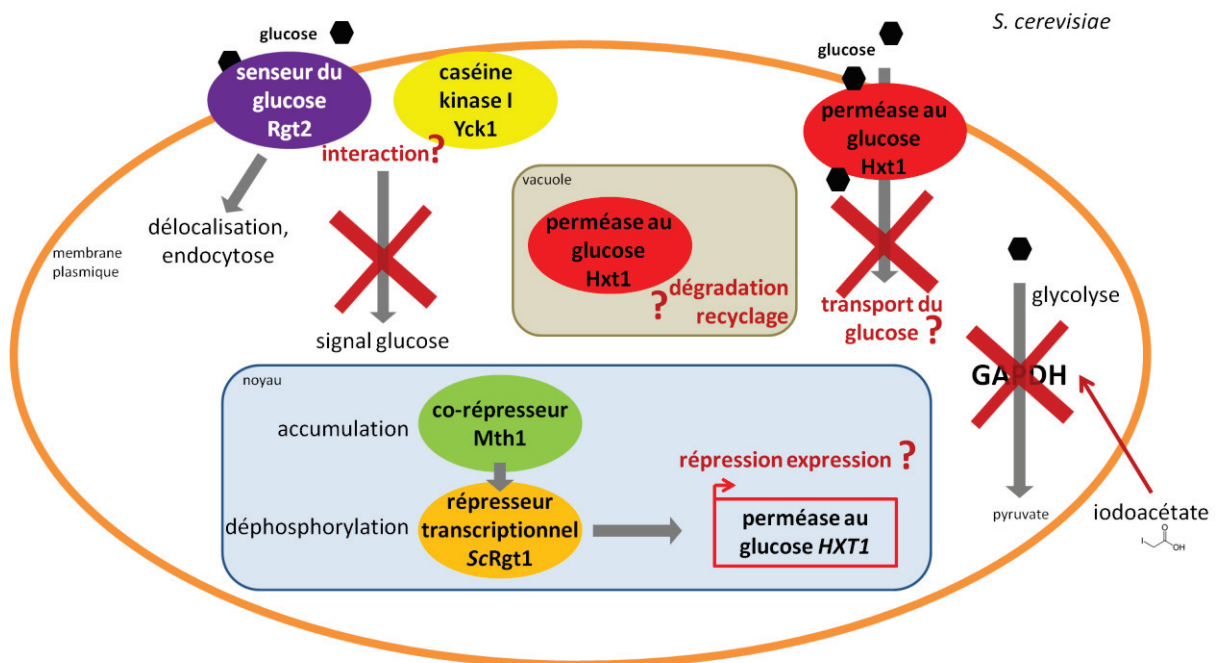 S. cerevisiae
glucose
senseur du
glucose
Rgt2
caséine
kinase I
Yck1
interaction?
délocalisation,
endocytose
membrane
plasmique
signal glucose
vacuole
perméase au
glucose
Hxt1
? dégradation
recyclage
glucose
perméase au
glucose
Hxt1
transport du
glucose ?
glycolyse
GAPDH
pyruvate
iodoacétate
I
O
OH
noyau
accumulation
co-répresseur
Mth1
déphosphorylation
répresseur
transcriptionnel
ScRgt1
répression expression ?
perméase au
glucose HXT1